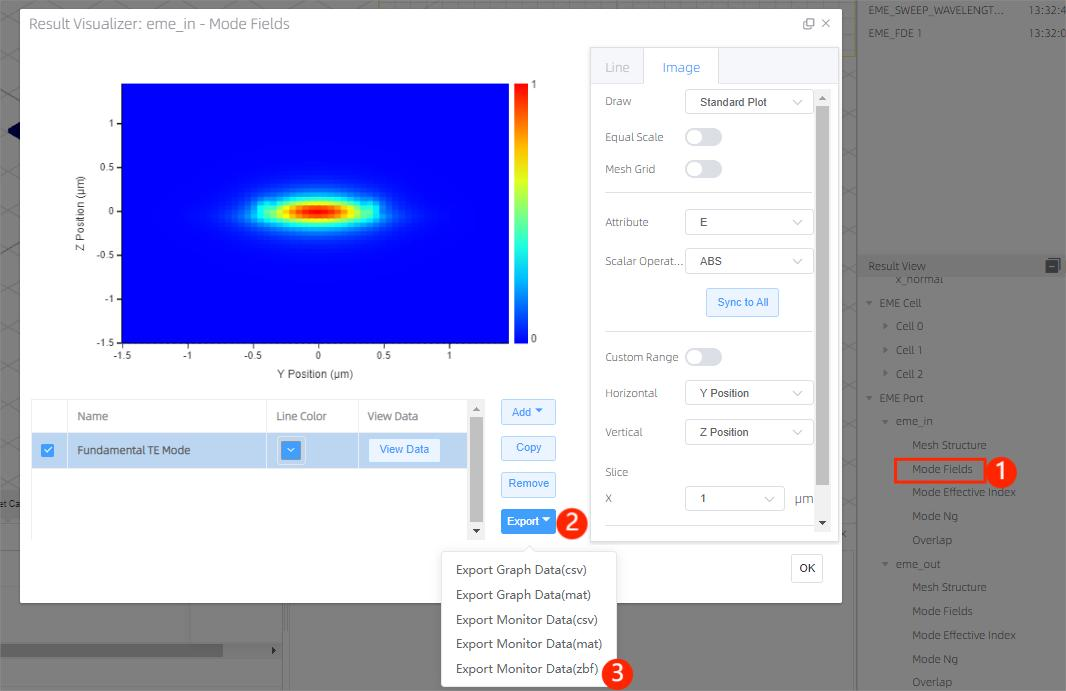 Result Visualizer: eme_in - Mode Fields
EME_SWEEP_WAVELENGT... 13:32:4
EME_FDE 1 13:32:0
1
0
1
0.5
0
-0.5
-1
-1.5
Z Position (µm)
-1.5 -1 -0.5 0 0.5 1
Y Position (µm)
Line Image
Draw Standard Plot
Equal Scale
Mesh Grid
Attribute E
Scalar Operat... ABS
Sync to All
Custom Range
Horizontal Y Position
Vertical Z Position
Slice
X 1 µm
Name Line Color View Data
Fundamental TE Mode View Data
Add
Copy
Remove
Export 2
Export Graph Data(csv)
Export Graph Data(mat)
Export Monitor Data(csv)
Export Monitor Data(mat)
Export Monitor Data(zbf) 3
OK
et Ca
Result View
x_normal
EME Cell
Cell 0
Cell 1
Cell 2
EME Port
eme_in
Mesh Structure
Mode Fields 1
Mode Effective Index
Mode Ng
Overlap
eme_out
Mesh Structure
Mode Fields
Mode Effective Index
Mode Ng
Overlap